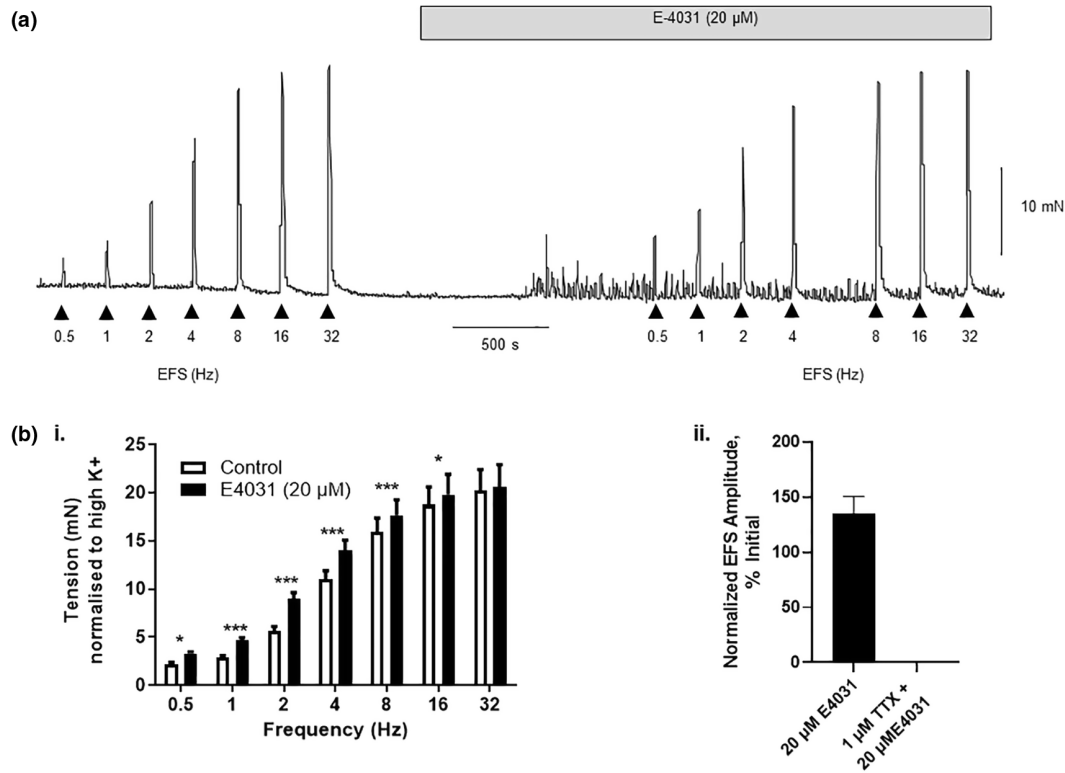 (a)
E-4031 (20 µM)
10 mN
500 s
0.5 1 2 4 8 16 32
0.5 1 2 4 8 16 32
EFS (Hz)
EFS (Hz)
(b) i.
Tension (mN)
normalised to high K+
25
20
15
10
5
0
Control
E4031 (20 µM)
* *** *** *** *** *
0.5 1 2 4 8 16 32
Frequency (Hz)
ii.
Normalized EFS Amplitude,
% Initial
200
150
100
50
0
20 µM E4031
1 µM TTX +
20 µME4031